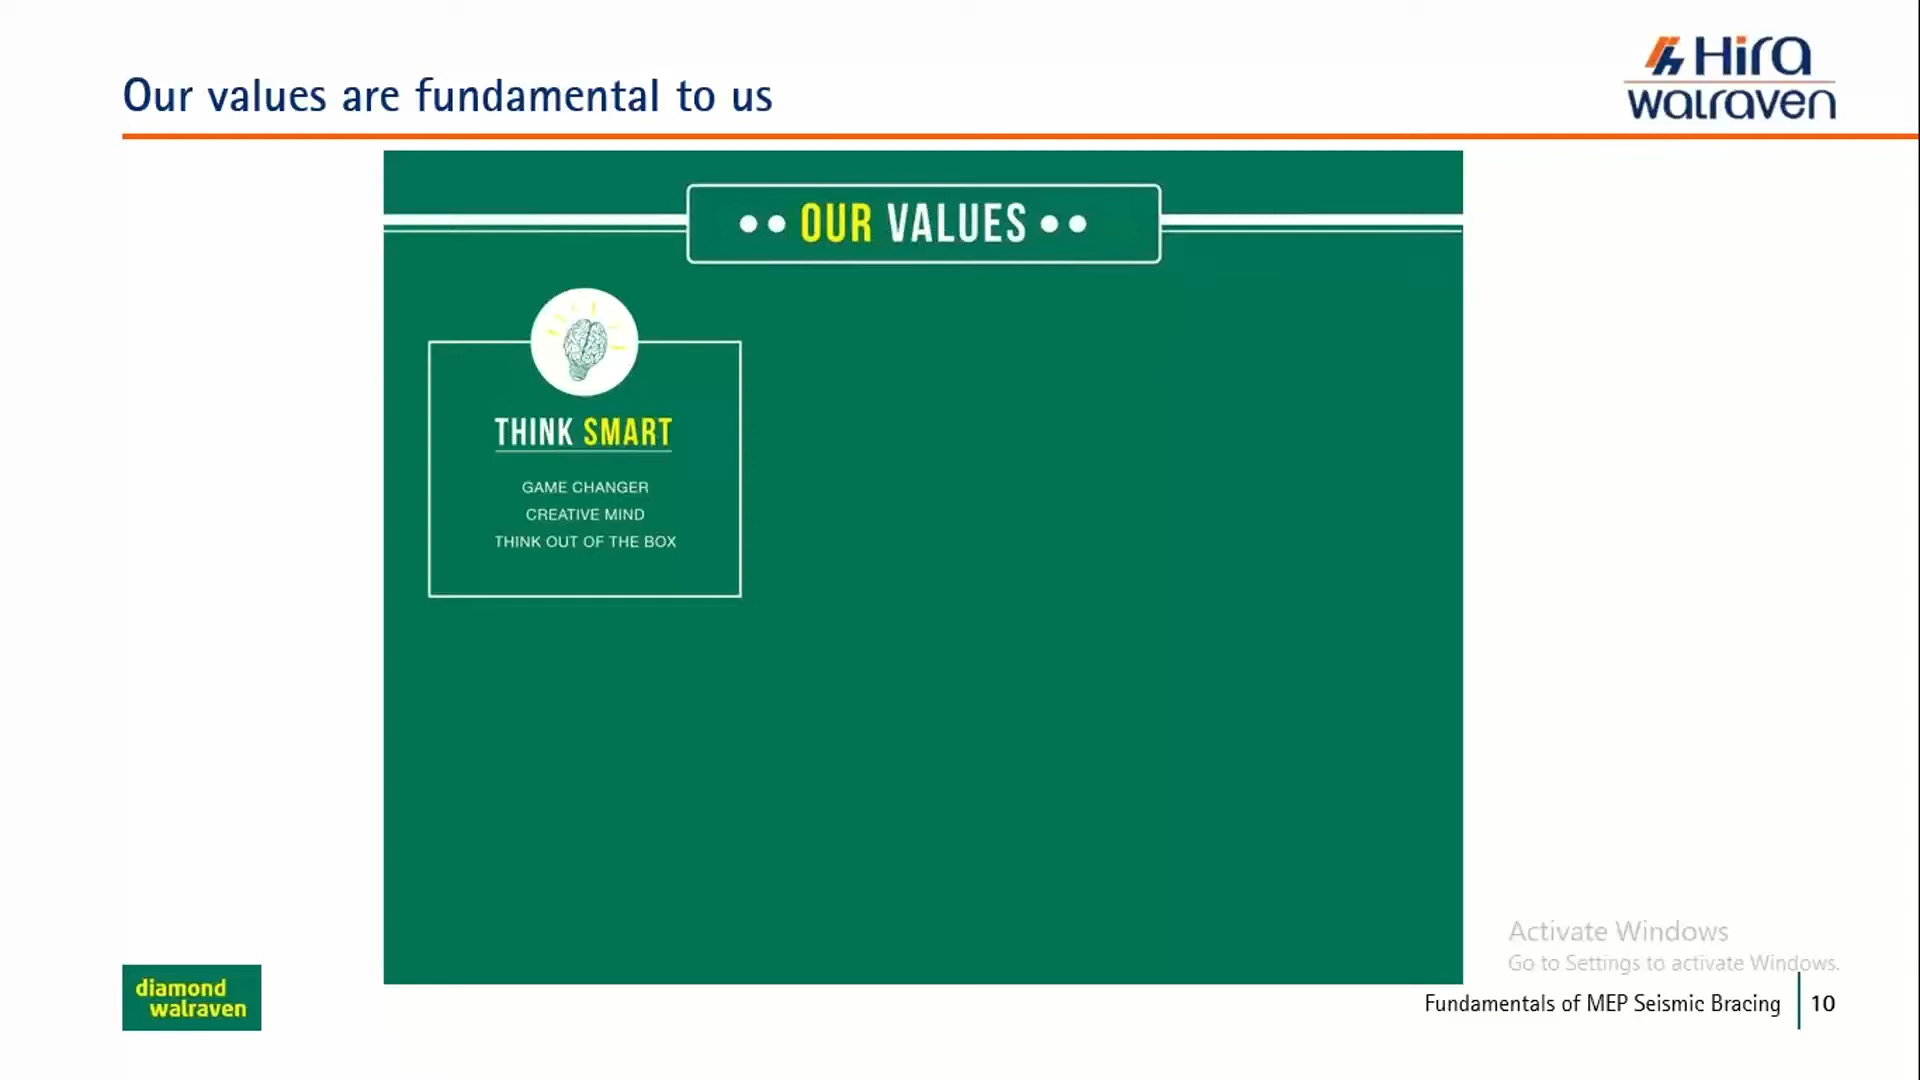 Our values are fundamental to us
Hira
walraven
OUR VALUES
THINK SMART
GAME CHANGER
CREATIVE MIND
THINK OUT OF THE BOX
Activate Windows
Go to Settings to activate Windows.
diamond
walraven
Fundamentals of MEP Seismic Bracing 10